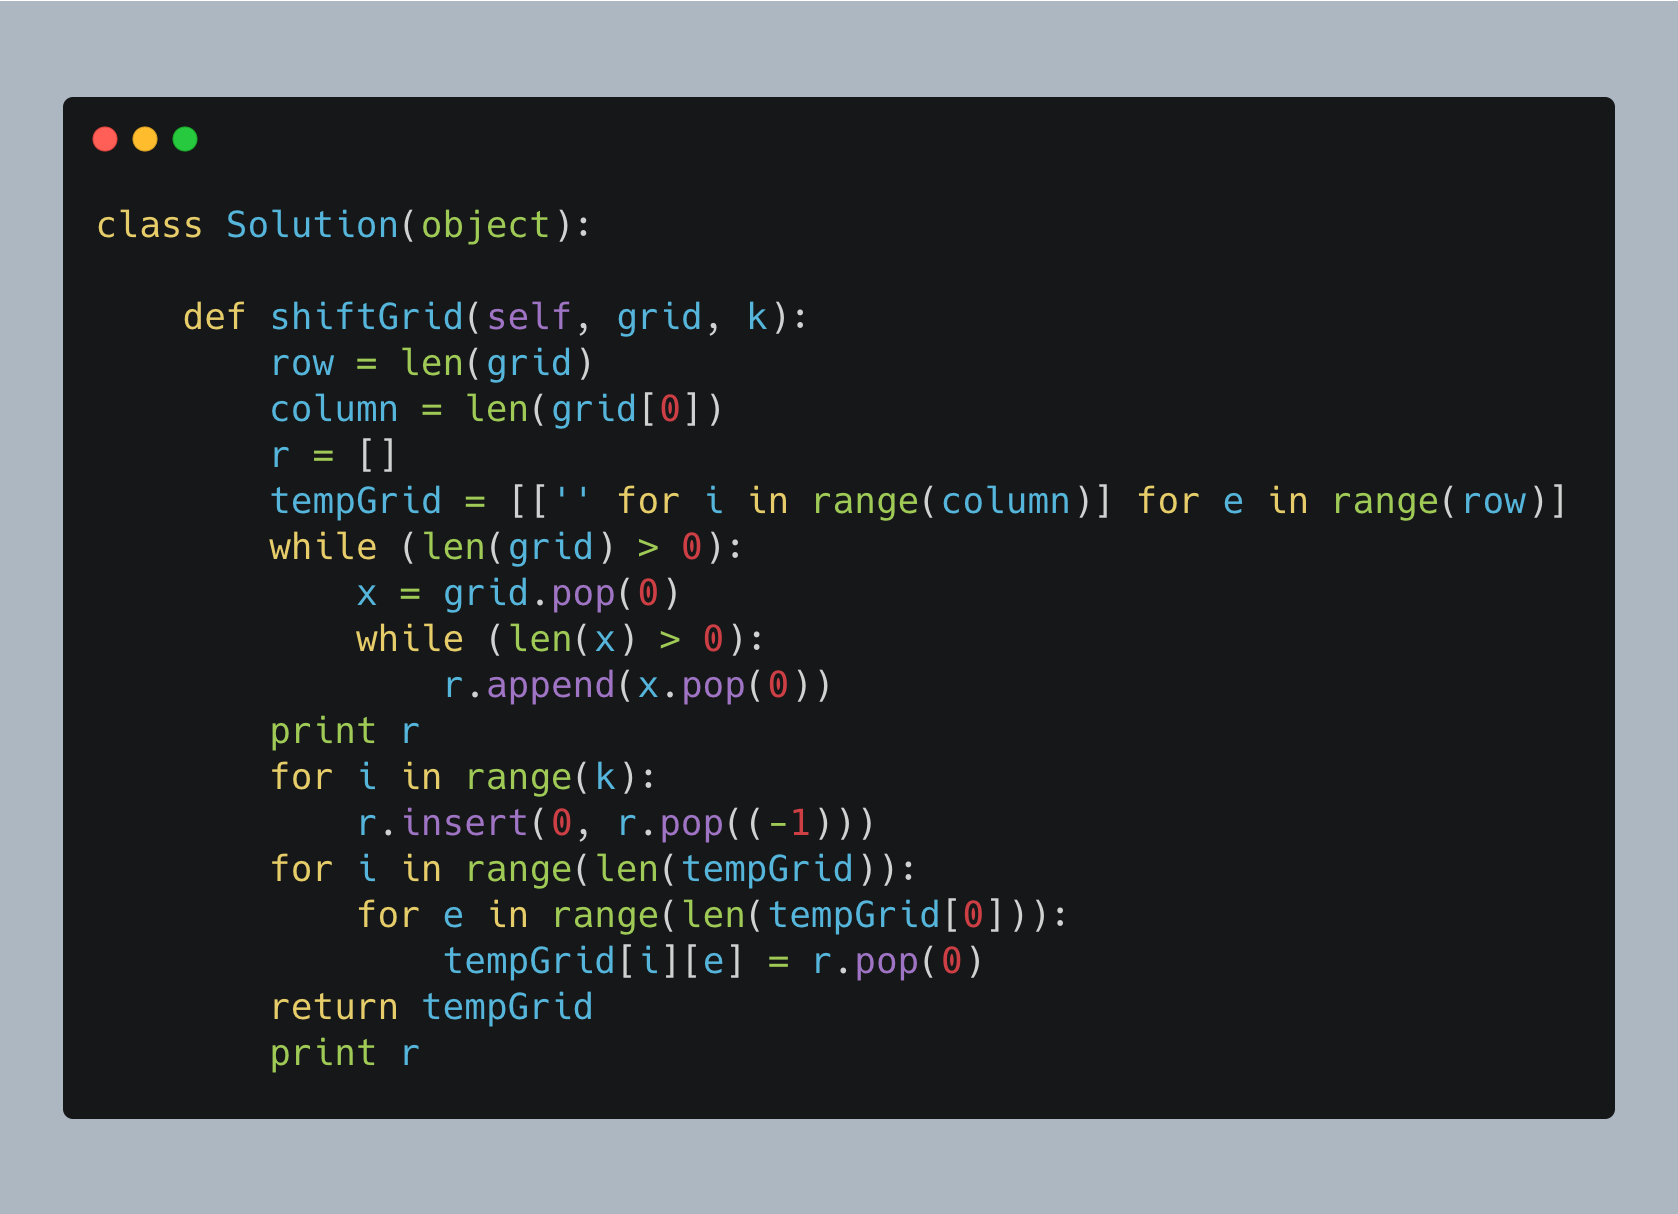 class Solution(object):

    def shiftGrid(self, grid, k):
        row = len(grid)
        column = len(grid[0])
        r = []
        tempGrid = [['' for i in range(column)] for e in range(row)]
        while (len(grid) > 0):
            x = grid.pop(0)
            while (len(x) > 0):
                r.append(x.pop(0))
        print r
        for i in range(k):
            r.insert(0, r.pop((-1)))
        for i in range(len(tempGrid)):
            for e in range(len(tempGrid[0])):
                tempGrid[i][e] = r.pop(0)
        return tempGrid
        print r